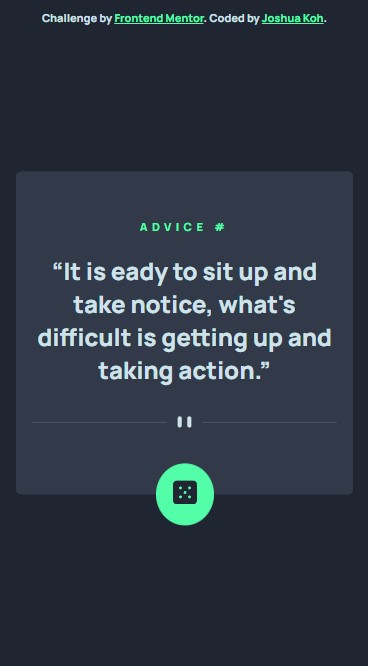 Challenge by Frontend Mentor. Coded by Joshua Koh.
ADVICE #
“It is eady to sit up and
take notice, what's
difficult is getting up and
taking action.”